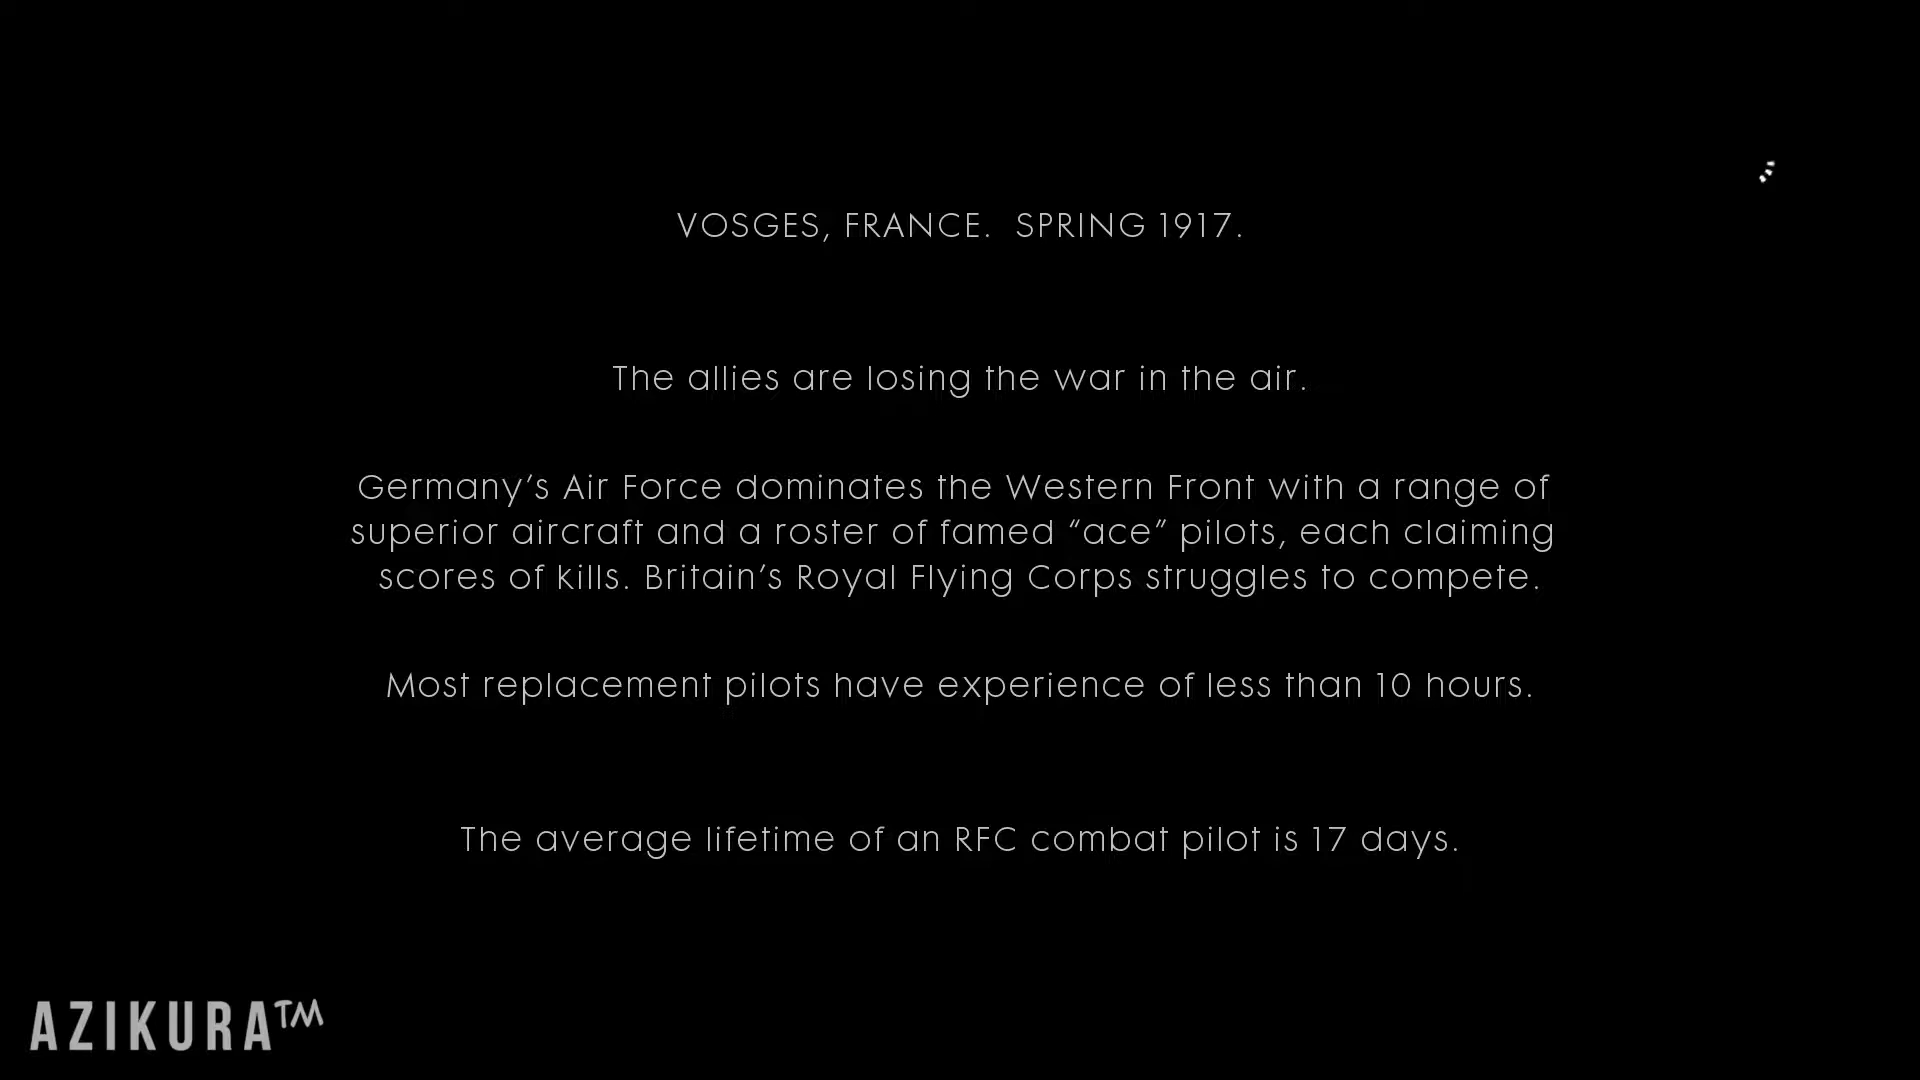 VOSGES, FRANCE.  SPRING 1917.
The allies are losing the war in the air.
Germany’s Air Force dominates the Western Front with a range of
superior aircraft and a roster of famed “ace” pilots, each claiming
scores of kills. Britain’s Royal Flying Corps struggles to compete.
Most replacement pilots have experience of less than 10 hours.
The average lifetime of an RFC combat pilot is 17 days.
AZIKURA™